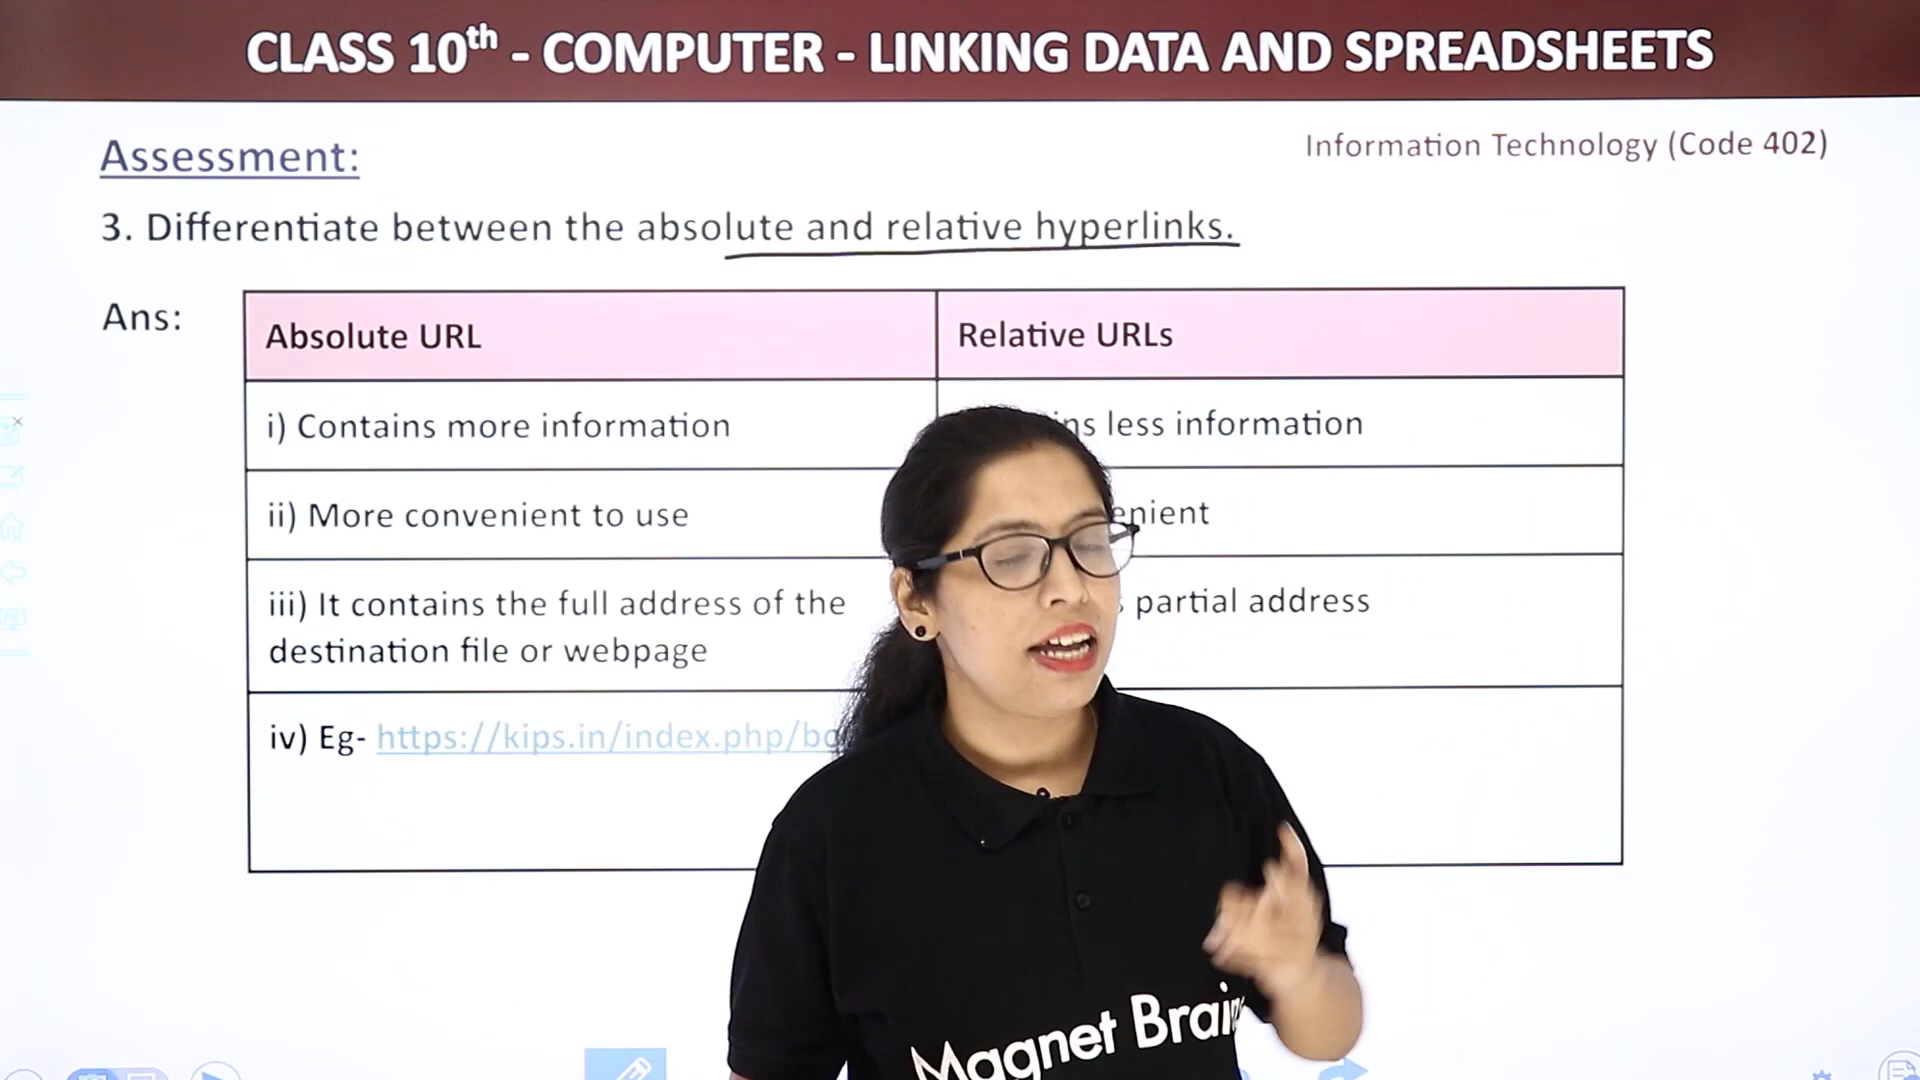 CLASS 10th - COMPUTER - LINKING DATA AND SPREADSHEETS
Assessment:
Information Technology (Code 402)
3. Differentiate between the absolute and relative hyperlinks.
Ans:
Absolute URL
Relative URLs
i) Contains more information
less information
ii) More convenient to use
iii) It contains the full address of the
destination file or webpage
partial address
iv) Eg- https://kips.in/index.php/bo
Magnet Brains